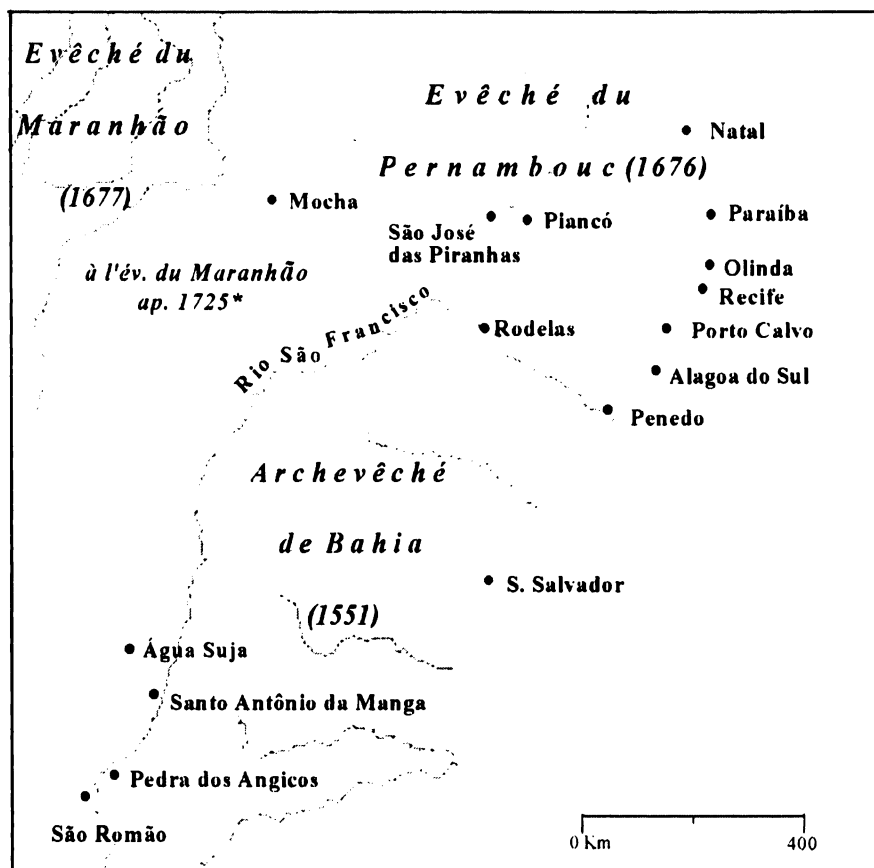 Evêché du
Maranhão
(1677)
Evêché du
Pernambouc (1676)
Natal
Mocha
São José
das Piranhas
Piancó
Paraíba
à l'év. du Maranhão
ap. 1725*
Olinda
Recife
Rio São Francisco
Rodelas
Porto Calvo
Alagoa do Sul
Penedo
Archevêché
de Bahia
(1551)
S. Salvador
Água Suja
Santo Antônio da Manga
Pedra dos Angicos
São Romão
0 Km 400